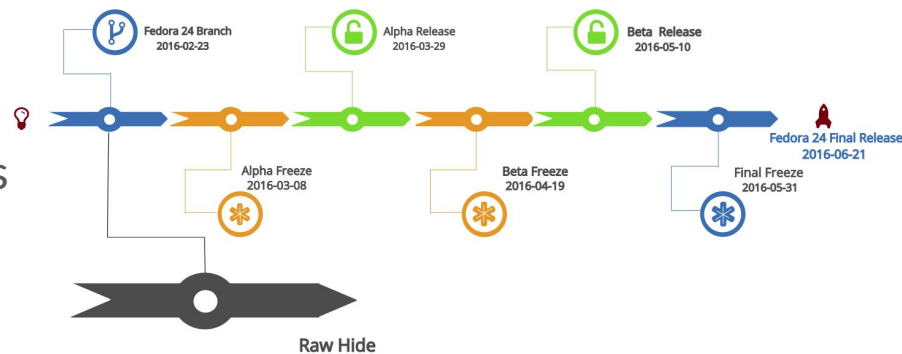 Fedora 24 Branch
2016-02-23
Alpha Release
2016-03-29
Beta Release
2016-05-10
Fedora 24 Final Release
2016-06-21
s
Alpha Freeze
2016-03-08
Beta Freeze
2016-04-19
Final Freeze
2016-05-31
Raw Hide